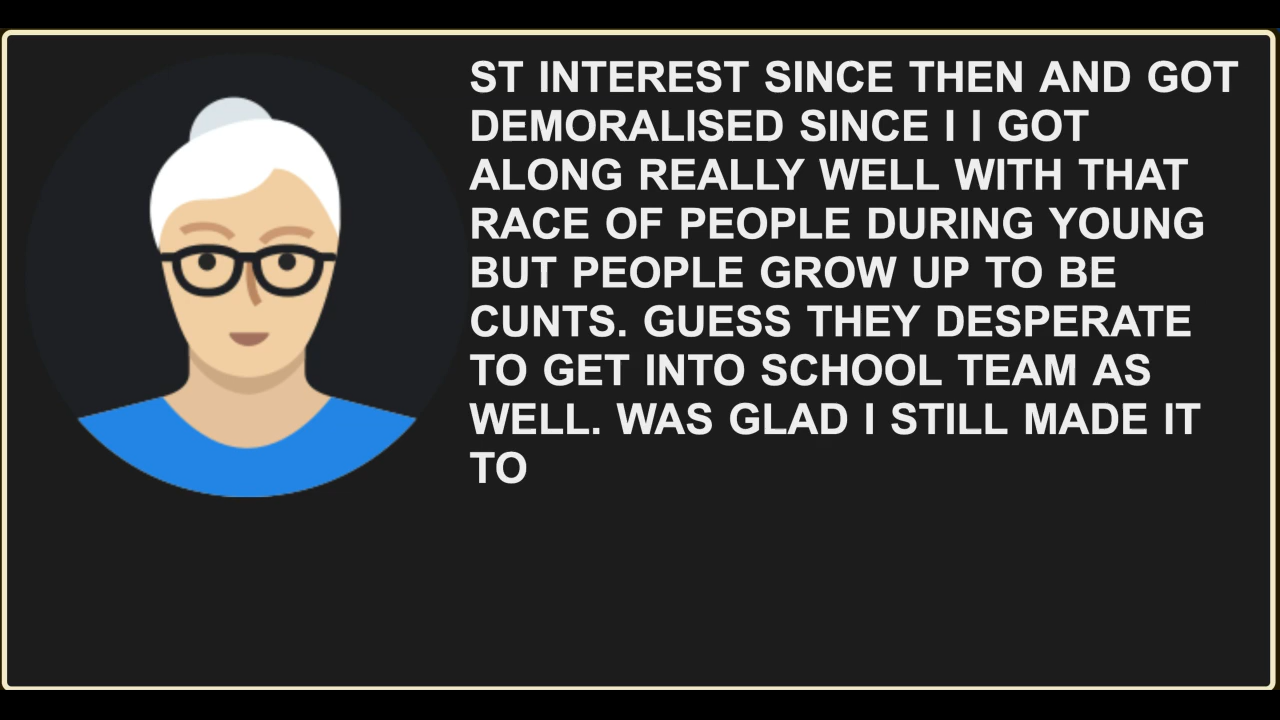 ST INTEREST SINCE THEN AND GOT
DEMORALISED SINCE I I GOT
ALONG REALLY WELL WITH THAT
RACE OF PEOPLE DURING YOUNG
BUT PEOPLE GROW UP TO BE
CUNTS. GUESS THEY DESPERATE
TO GET INTO SCHOOL TEAM AS
WELL. WAS GLAD I STILL MADE IT
TO